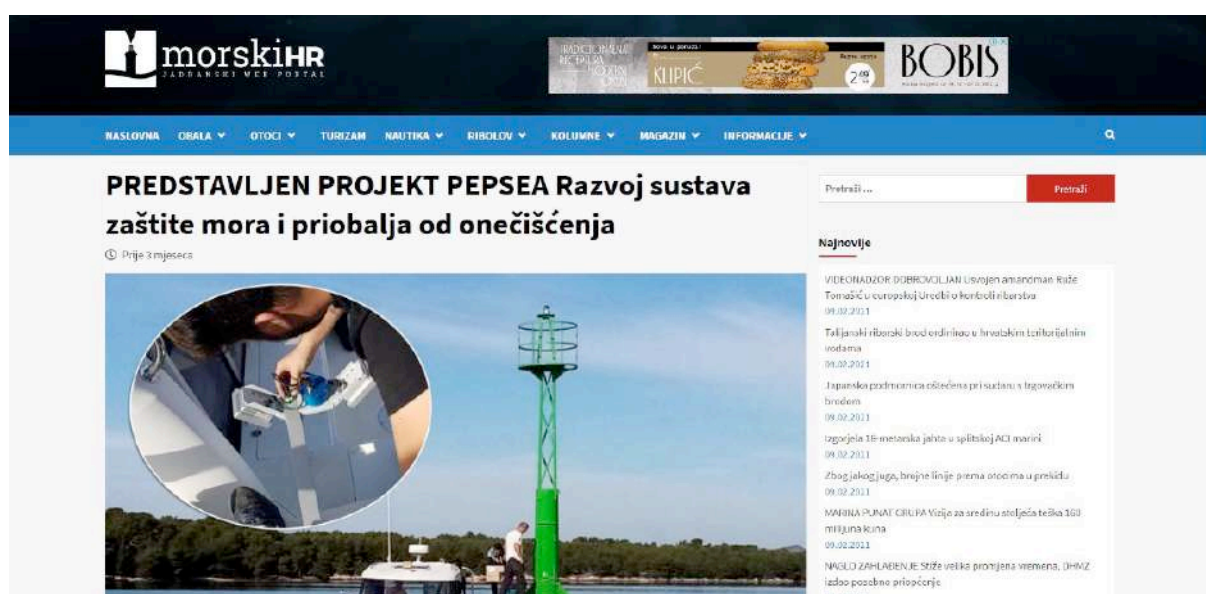 morskiHR
JADRANSKI WEB PORTAL
KLIPIĆ
BOBIS
NASLOVNA OBALA OTOCI TURIZAM NAUTIKA RIBOLOV KOLUMNE MAGAZIN INFORMACIJE
PREDSTAVLJEN PROJEKT PEPSEA Razvoj sustava
zaštite mora i priobalja od onečišćenja
Prije 3 mjeseca
Pretraži ...
Pretraži
Najnovije
VIDEONADZOR DOBROVOLJAN Usvojen amandman Ruže
Tomašić u europskoj Uredbi o kontroli ribarstva
09.02.2021
Talijanski ribarski brod ordinirao u hrvatskim teritorijalnim
vodama
09.02.2021
Japanska podmornica oštećena pri sudaru s trgovačkim
brodom
09.02.2021
Izgorjela 16-metarska jahta u splitskoj ACI marini
09.02.2021
Zbog jakog juga, brojne linije prema otocima u prekidu
09.02.2021
MARINA PUNAT GRUPA Vizija za sredinu stoljeća teška 160
milijuna kuna
09.02.2021
NAGLO ZAHLAĐENJE Stiže velika promjena vremena, DHMZ
izdao posebno priopćenje